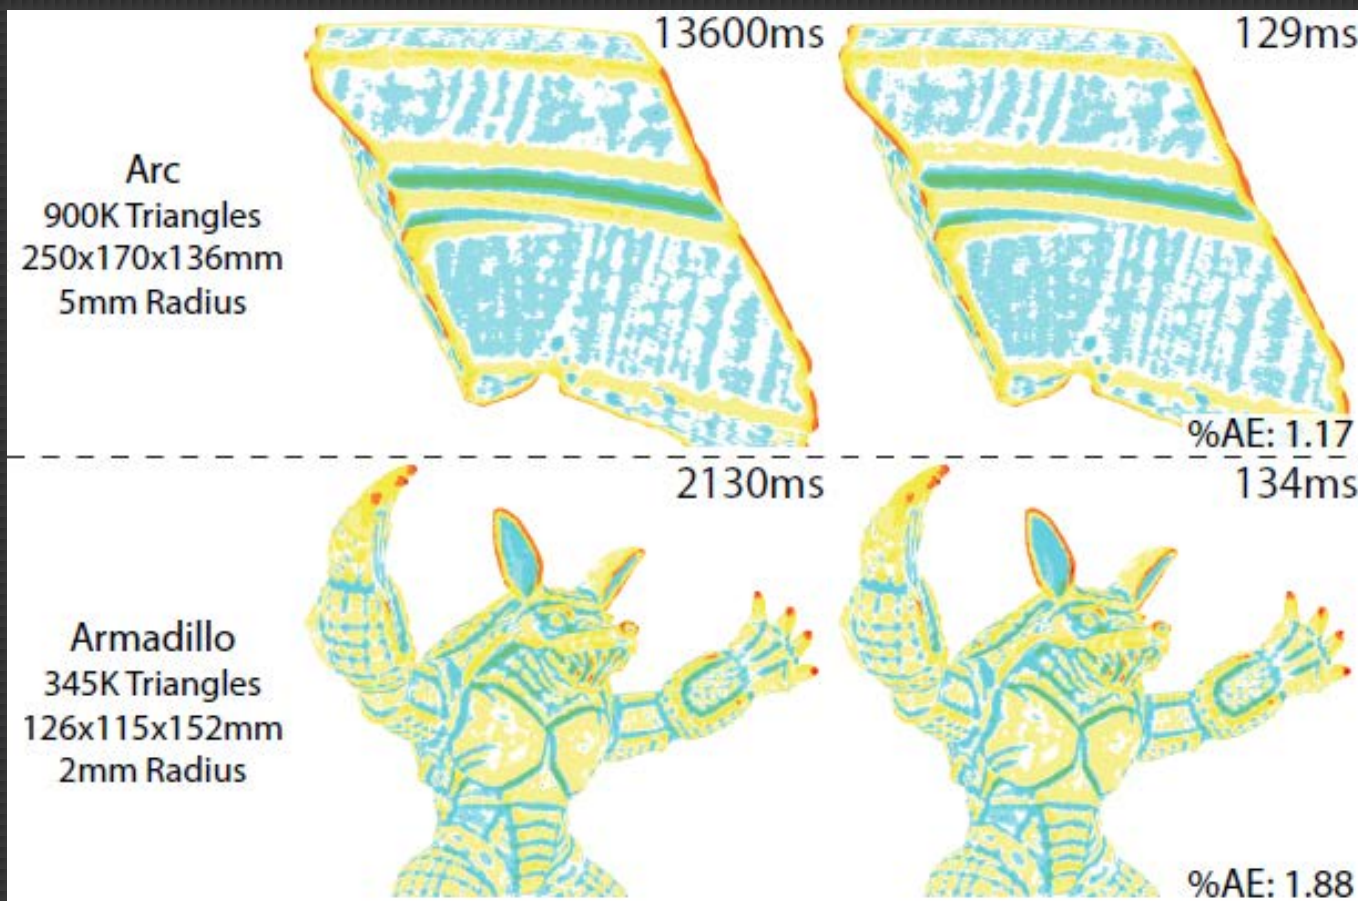 13600ms
129ms
Arc
900K Triangles
250x170x136mm
5mm Radius
%AE: 1.17
2130ms
134ms
Armadillo
345K Triangles
126x115x152mm
2mm Radius
%AE: 1.88